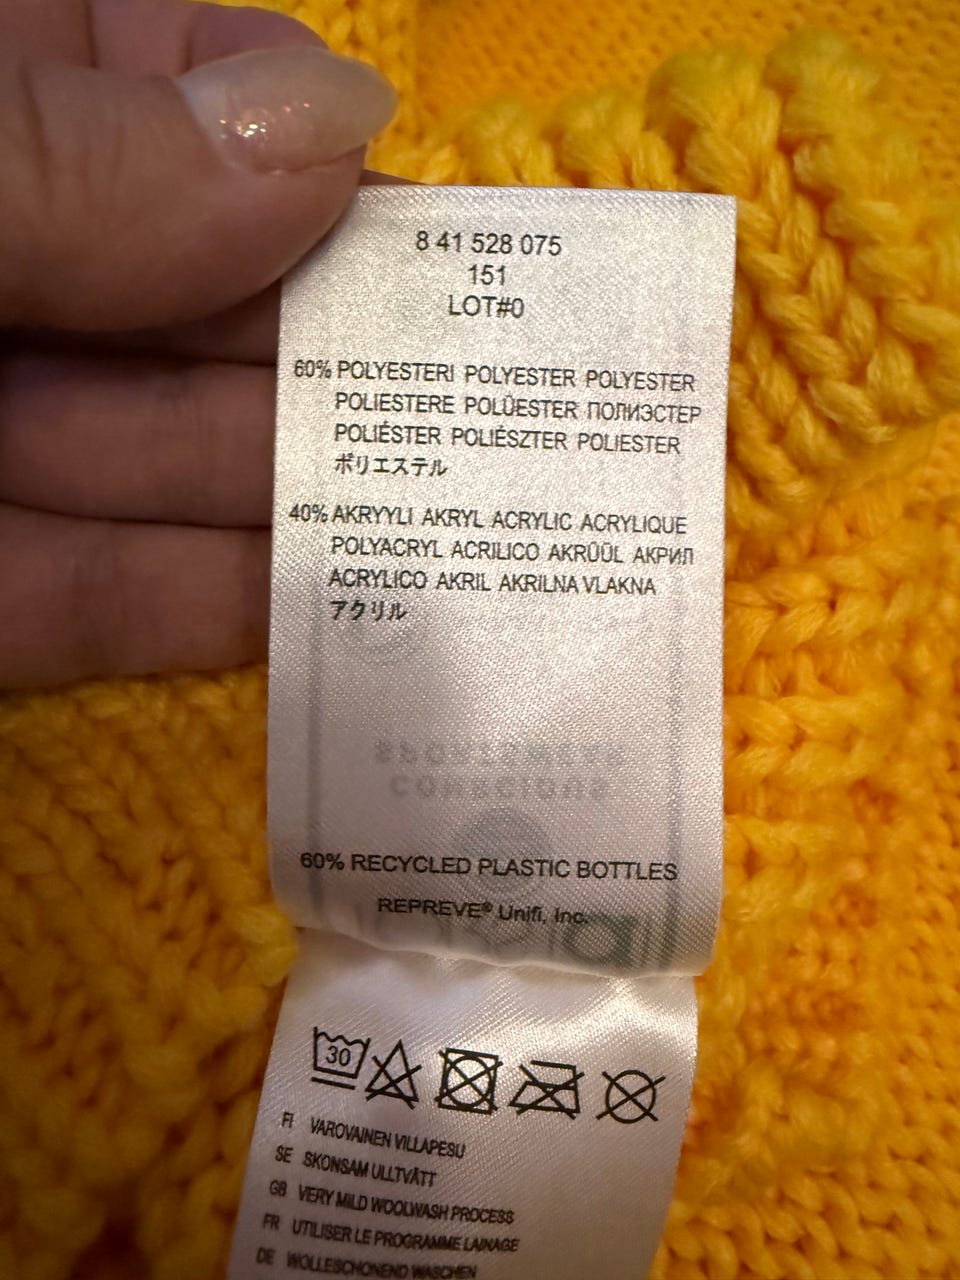 8 41 528 075
151
LOT#0
60% POLYESTERI POLYESTER POLYESTER
POLIESTERE POLÜESTER ПОЛИЭСТЕР
POLIÉSTER POLIÉSZTER POLIESTER
ポリエステル
40% AKRYYLI AKRYL ACRYLIC ACRYLIQUE
POLYACRYL ACRILICO AKRÜÜL АКРИЛ
ACRYLICO AKRIL AKRILNA VLAKNA
アクリル
60% RECYCLED PLASTIC BOTTLES
REPREVE® Unifi, Inc.
30
FI VAROVAINEN VILLAPESU
SE SKONSAM ULLTVÄTT
GB VERY MILD WOOLWASH PROCESS
FR UTILISER LE PROGRAMME LAINAGE
DE WOLLESCHONEND WASCHEN